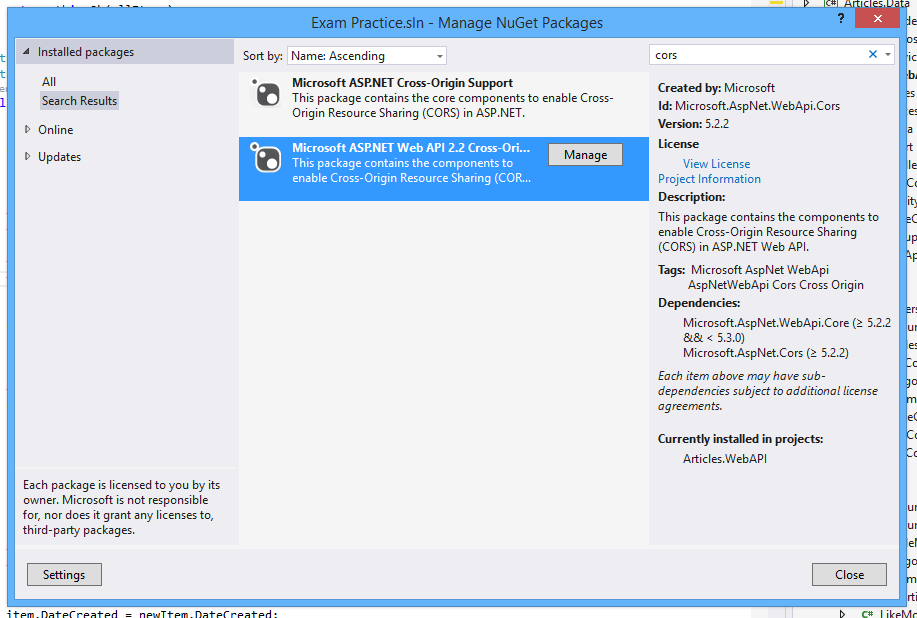 Exam Practice.sln - Manage NuGet Packages
?
Installed packages
All
Search Results
Online
Updates
Each package is licensed to you by its
owner. Microsoft is not responsible
for, nor does it grant any licenses to,
third-party packages.
Settings
Sort by:
Name: Ascending
Microsoft ASP.NET Cross-Origin Support
This package contains the core components to enable Cross-
Origin Resource Sharing (CORS) in ASP.NET.
Microsoft ASP.NET Web API 2.2 Cross-Ori...
This package contains the components to
enable Cross-Origin Resource Sharing (COR...
Manage
cors
Created by: Microsoft
Id: Microsoft.AspNet.WebApi.Cors
Version: 5.2.2
License
View License
Project Information
Description:
This package contains the components to
enable Cross-Origin Resource Sharing
(CORS) in ASP.NET Web API.
Tags: Microsoft AspNet WebApi
AspNetWebApi Cors Cross Origin
Dependencies:
Microsoft.AspNet.WebApi.Core (≥ 5.2.2
&& < 5.3.0)
Microsoft.AspNet.Cors (≥ 5.2.2)
Each item above may have sub-
dependencies subject to additional license
agreements.
Currently installed in projects:
Articles.WebAPI
Close
item.DateCreated = newItem.DateCreated;
C# Articles.Data